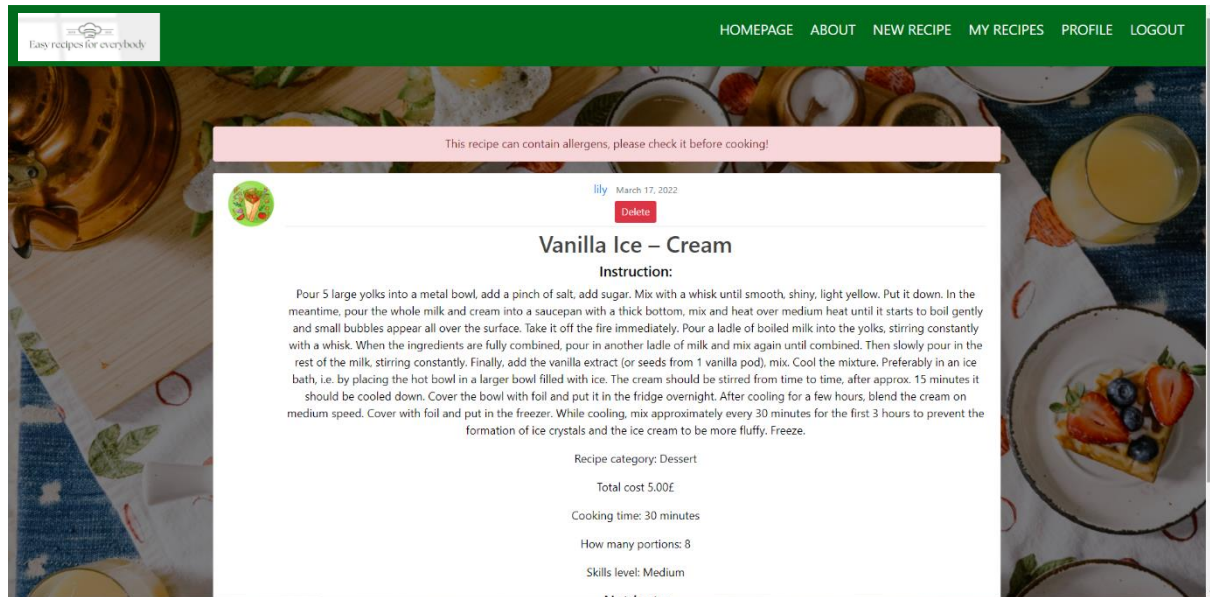 Easy recipes for everybody
HOMEPAGE ABOUT NEW RECIPE MY RECIPES PROFILE LOGOUT
This recipe can contain allergens, please check it before cooking!
lily March 17, 2022
Delete
Vanilla Ice – Cream
Instruction:
Pour 5 large yolks into a metal bowl, add a pinch of salt, add sugar. Mix with a whisk until smooth, shiny, light yellow. Put it down. In the
meantime, pour the whole milk and cream into a saucepan with a thick bottom, mix and heat over medium heat until it starts to boil gently
and small bubbles appear all over the surface. Take it off the fire immediately. Pour a ladle of boiled milk into the yolks, stirring constantly
with a whisk. When the ingredients are fully combined, pour in another ladle of milk and mix again until combined. Then slowly pour in the
rest of the milk, stirring constantly. Finally, add the vanilla extract (or seeds from 1 vanilla pod), mix. Cool the mixture. Preferably in an ice
bath, i.e. by placing the hot bowl in a larger bowl filled with ice. The cream should be stirred from time to time, after approx. 15 minutes it
should be cooled down. Cover the bowl with foil and put it in the fridge overnight. After cooling for a few hours, blend the cream on
medium speed. Cover with foil and put in the freezer. While cooling, mix approximately every 30 minutes for the first 3 hours to prevent the
formation of ice crystals and the ice cream to be more fluffy. Freeze.
Recipe category: Dessert
Total cost 5.00£
Cooking time: 30 minutes
How many portions: 8
Skills level: Medium